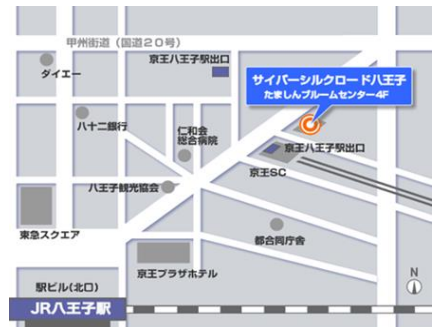 甲州街道（国道２０号）
ダイエー
京王八王子駅出口
サイバーシルクロード八王子
たましんブルームセンター4F
八十二銀行
仁和会
総合病院
京王八王子駅出口
京王SC
八王子観光協会
東急スクエア
都合同庁舎
京王プラザホテル
駅ビル(北口)
JR八王子駅
N